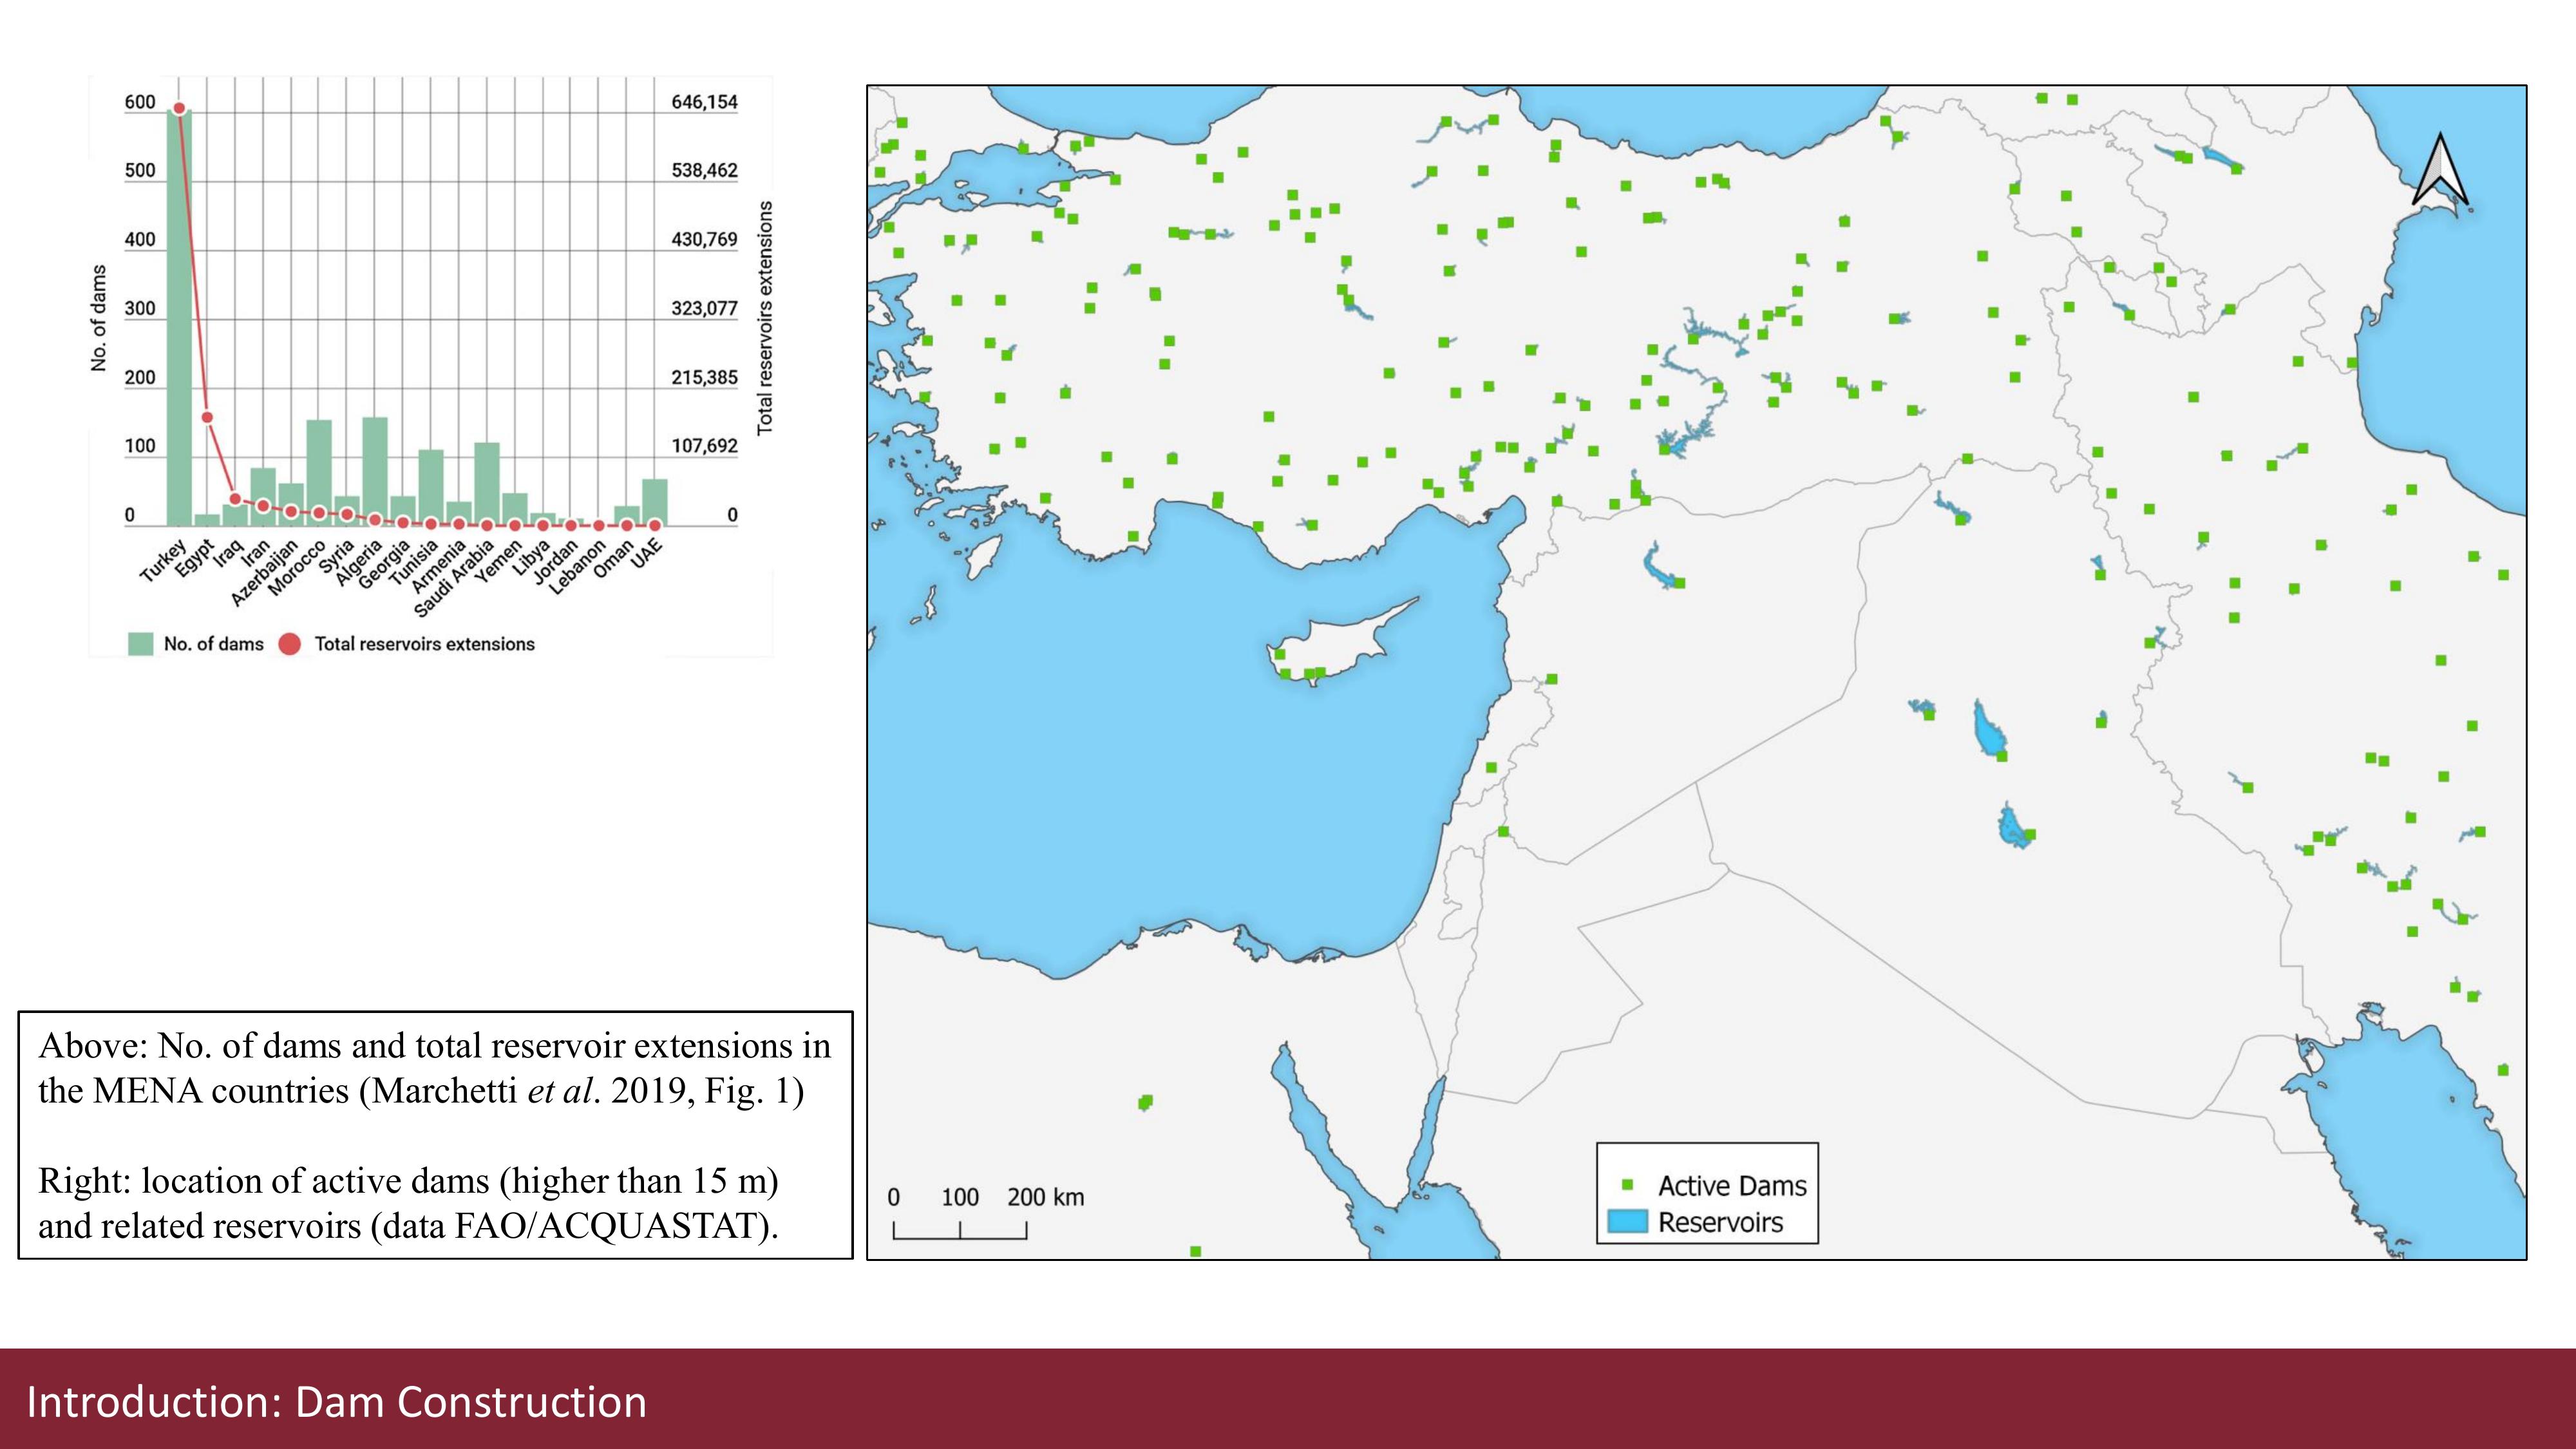 600
500
400
300
200
100
0
No. of dams
646,154
538,462
430,769
323,077
215,385
107,692
0
Total reservoirs extensions
Turkey
Egypt
Iraq
Iran
Azerbaijan
Morocco
Syria
Algeria
Georgia
Tunisia
Armenia
Saudi Arabia
Yemen
Libya
Jordan
Lebanon
Oman
UAE
No. of dams
Total reservoirs extensions
Above: No. of dams and total reservoir extensions in
the MENA countries (Marchetti et al. 2019, Fig. 1)
Right: location of active dams (higher than 15 m)
and related reservoirs (data FAO/ACQUASTAT).
0 100 200 km
Active Dams
Reservoirs
Introduction: Dam Construction